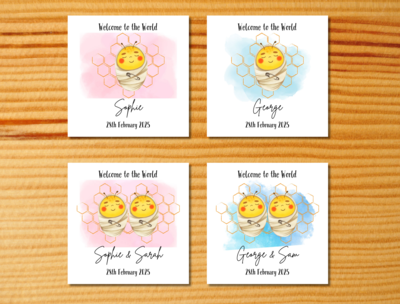 Welcome to the World
Sophie
24th February 2025
Welcome to the World
George
24th February 2025
Welcome to the World
Sophie & Sarah
24th February 2025
Welcome to the World
George & Sam
24th February 2025